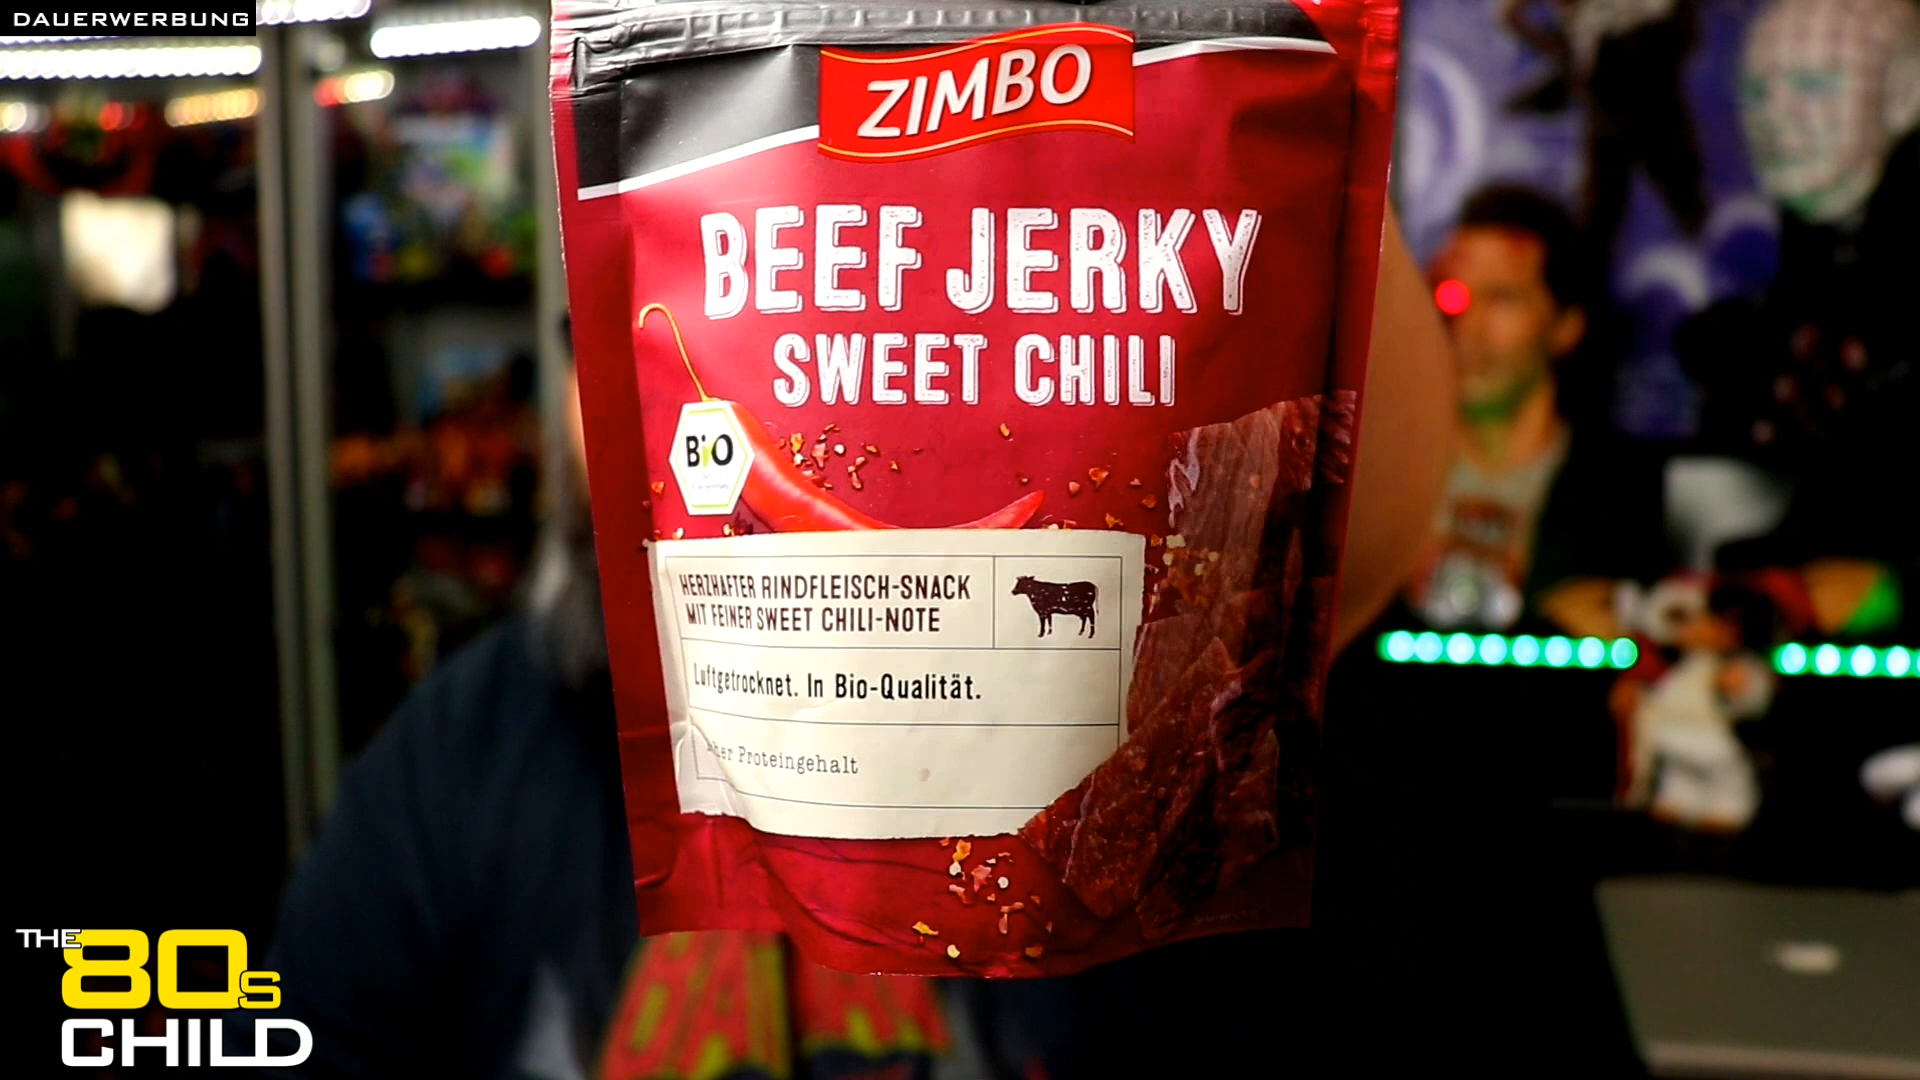 DAUERWERBUNG
ZIMBO
BEEF JERKY
SWEET CHILI
BIO
HERZHAFTER RINDFLEISCH-SNACK
MIT FEINER SWEET CHILI-NOTE
Luftgetrocknet. In Bio-Qualität.
Proteingehalt
THE
80s
CHILD